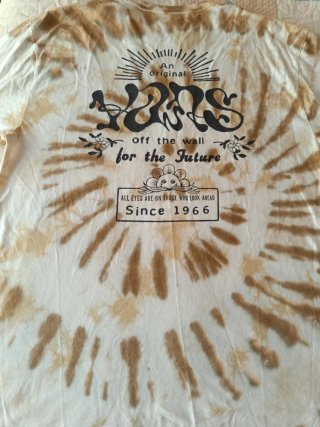 An
original
VANS
off the wall
for the Future
ALL EYES ARE ON THOSE WHO LOOK AHEAD
Since 1966